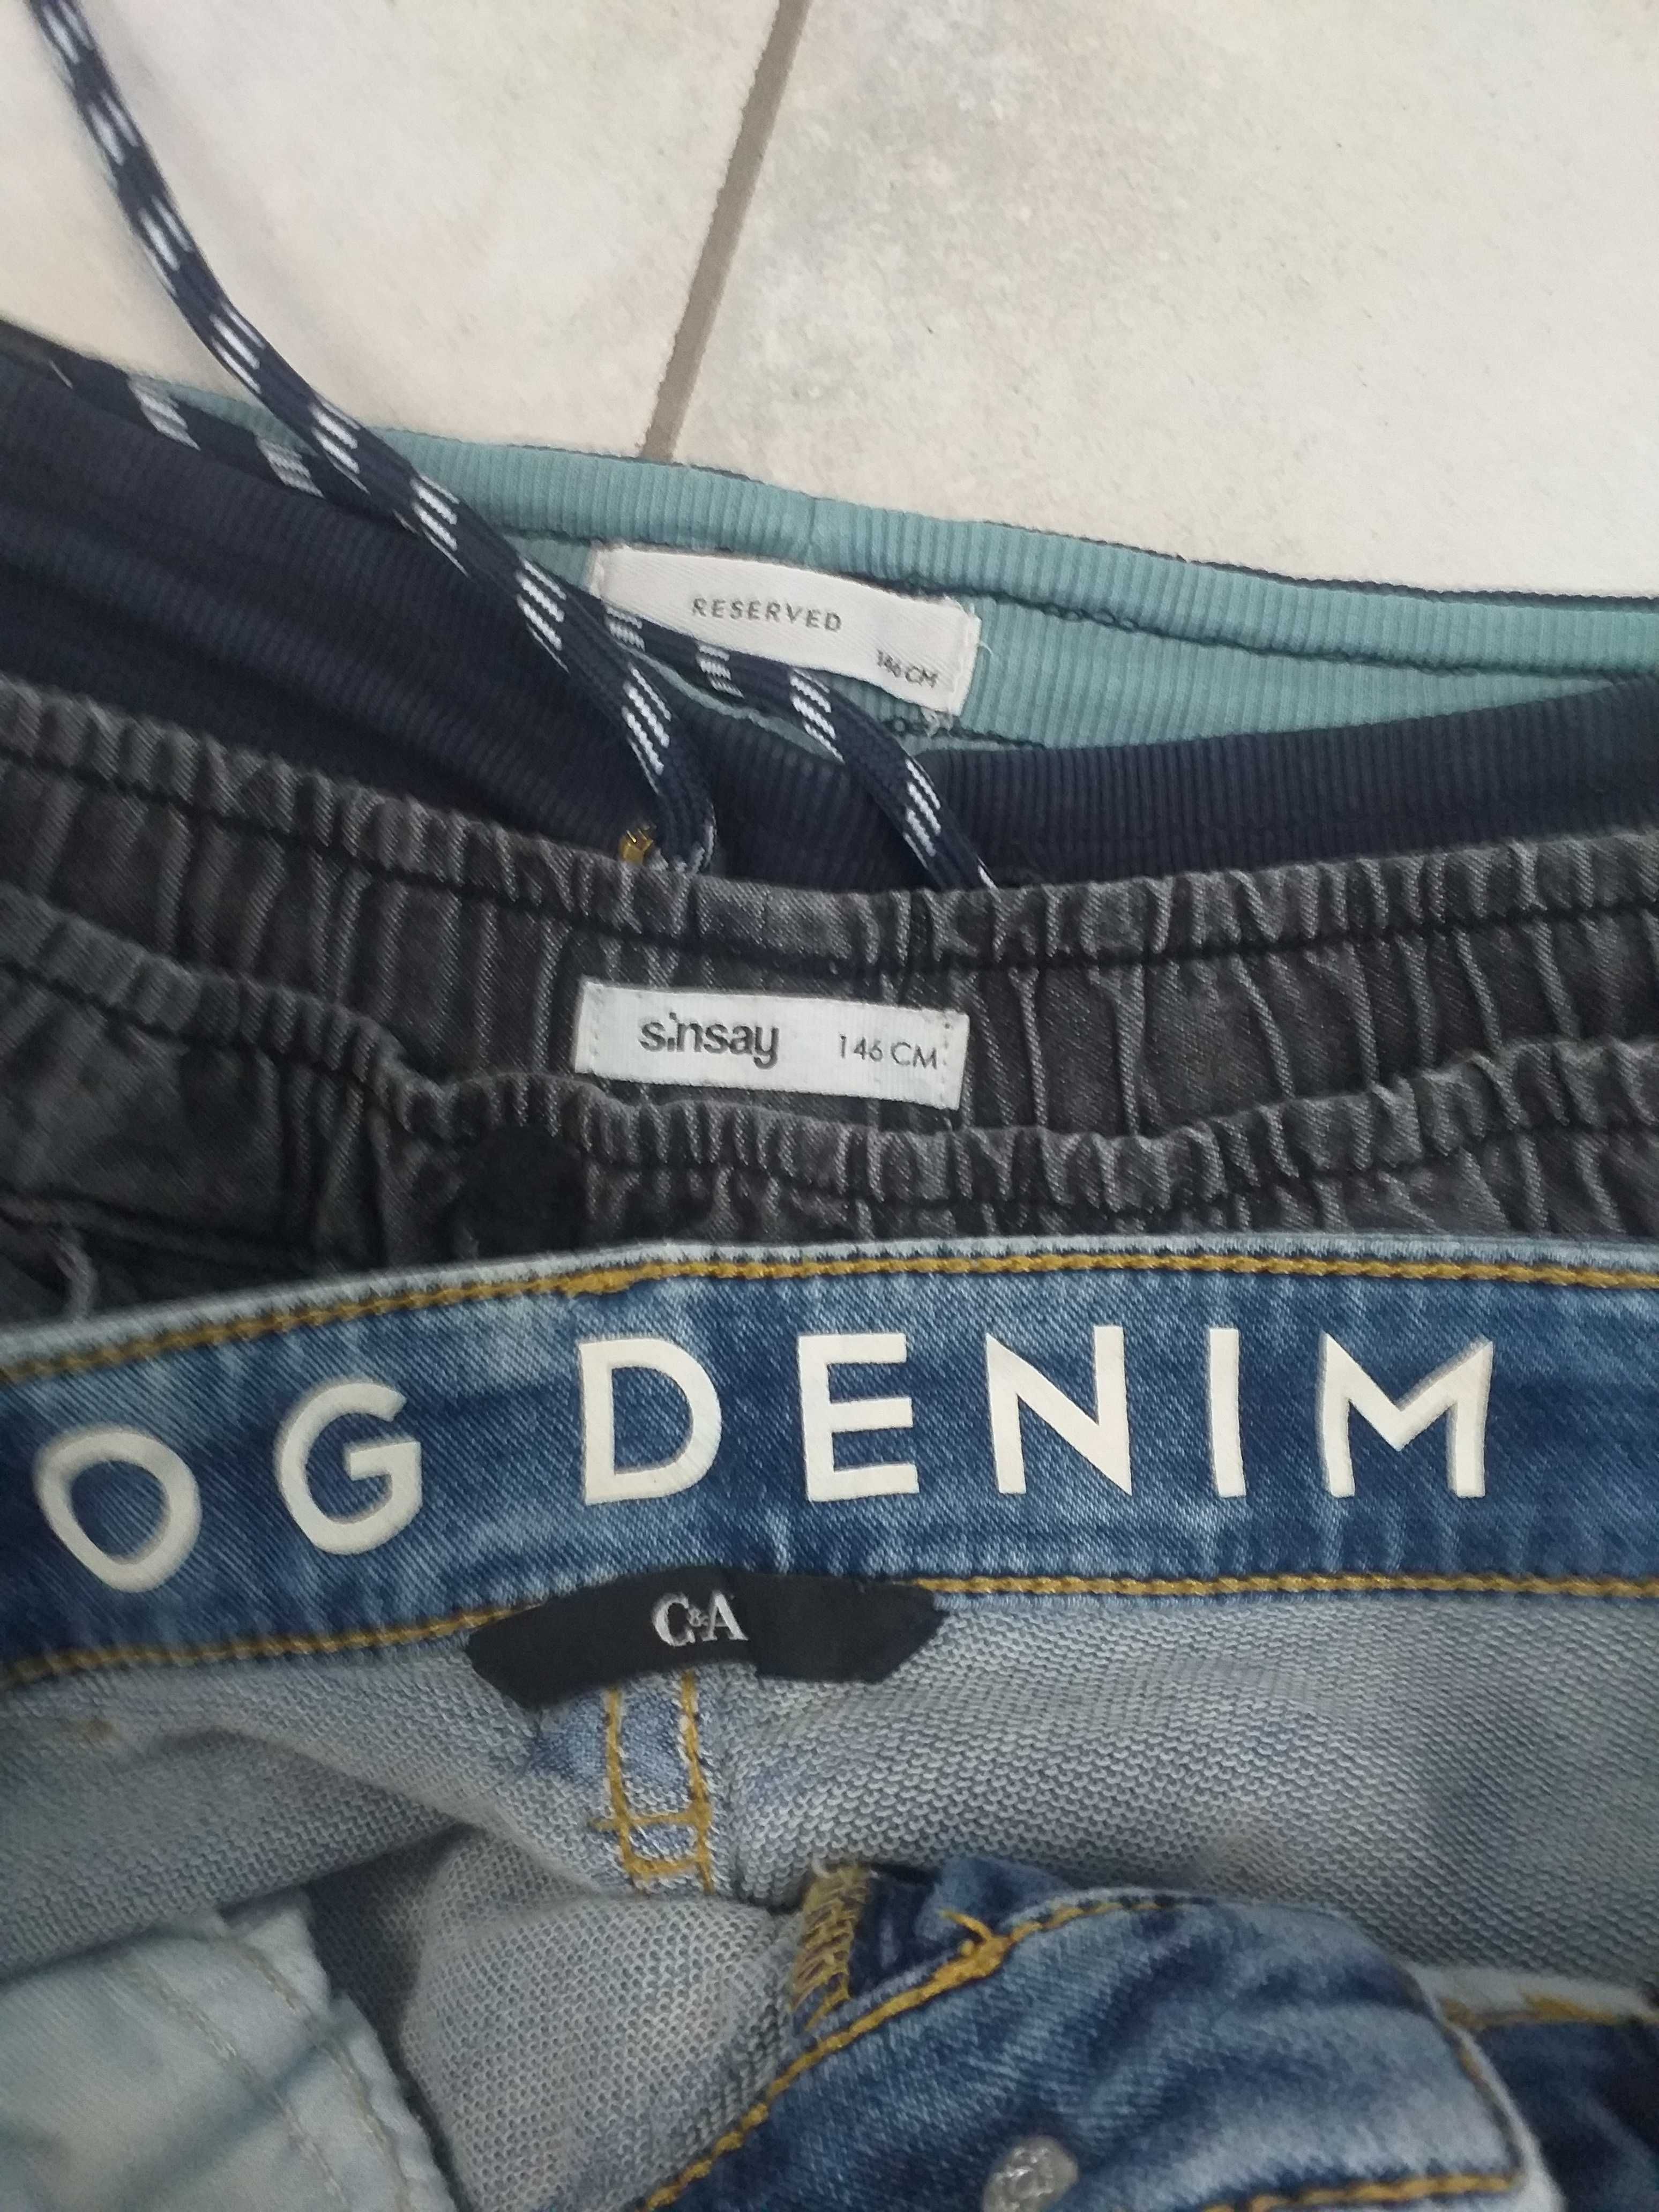 RESERVED
146 CM
sinsay 146 CM
OG DENIM
C&A